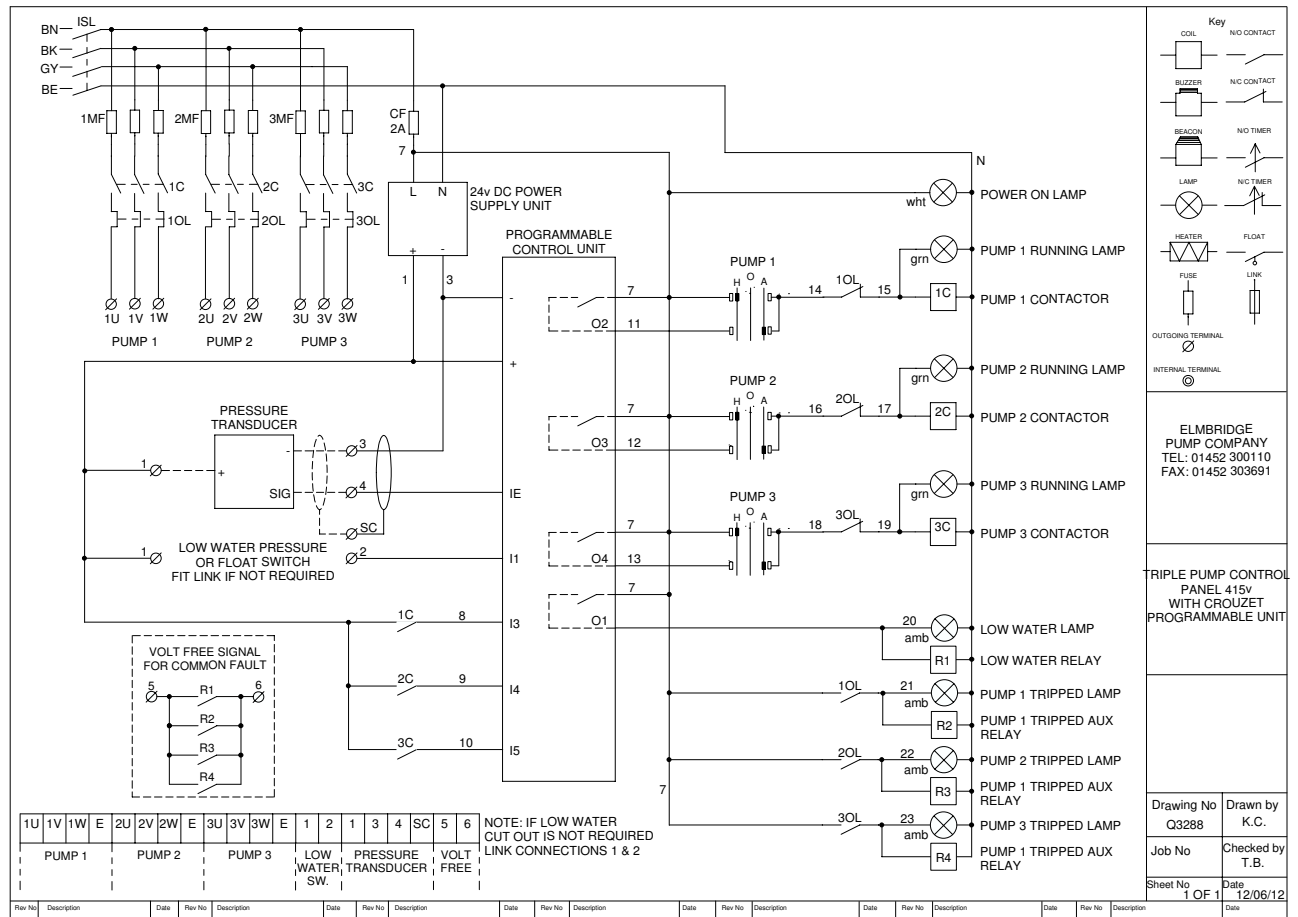 BN
ISL
BK
GY
BE
1MF
2MF
3MF
CF
2A
7
N
1C
2C
3C
1OL
2OL
3OL
L N
24v DC POWER
SUPPLY UNIT
+ -
1 3
1U 1V 1W
2U 2V 2W
3U 3V 3W
PUMP 1
PUMP 2
PUMP 3
PROGRAMMABLE
CONTROL UNIT
-
+
IE
I1
I3
I4
I5
7
O2
11
7
O3
12
7
O4
13
7
O1
PRESSURE
TRANSDUCER
-
+
SIG
1
3
4
SC
1
2
LOW WATER PRESSURE
OR FLOAT SWITCH
FIT LINK IF NOT REQUIRED
1C 8
2C 9
3C 10
VOLT FREE SIGNAL
FOR COMMON FAULT
5
6
R1
R2
R3
R4
wht
POWER ON LAMP
PUMP 1
H O A
14 1OL 15
grn
PUMP 1 RUNNING LAMP
1C
PUMP 1 CONTACTOR
PUMP 2
H O A
16 2OL 17
grn
PUMP 2 RUNNING LAMP
2C
PUMP 2 CONTACTOR
PUMP 3
H O A
18 3OL 19
grn
PUMP 3 RUNNING LAMP
3C
PUMP 3 CONTACTOR
20
amb
LOW WATER LAMP
R1
LOW WATER RELAY
1OL 21
amb
PUMP 1 TRIPPED LAMP
R2
PUMP 1 TRIPPED AUX
RELAY
2OL 22
amb
PUMP 2 TRIPPED LAMP
R3
PUMP 1 TRIPPED AUX
RELAY
7
3OL 23
amb
PUMP 3 TRIPPED LAMP
R4
PUMP 1 TRIPPED AUX
RELAY
1U 1V 1W E 2U 2V 2W E 3U 3V 3W E 1 2 1 3 4 SC 5 6
PUMP 1
PUMP 2
PUMP 3
LOW
WATER
SW.
PRESSURE
TRANSDUCER
VOLT
FREE
NOTE: IF LOW WATER
CUT OUT IS NOT REQUIRED
LINK CONNECTIONS 1 & 2
Key
COIL
N/O CONTACT
BUZZER
N/C CONTACT
BEACON
N/O TIMER
LAMP
N/C TIMER
HEATER
FLOAT
FUSE
LINK
OUTGOING TERMINAL
INTERNAL TERMINAL
ELMBRIDGE
PUMP COMPANY
TEL: 01452 300110
FAX: 01452 303691
TRIPLE PUMP CONTROL
PANEL 415v
WITH CROUZET
PROGRAMMABLE UNIT
Drawing No
Q3288
Drawn by
K.C.
Job No
Checked by
T.B.
Sheet No
1 OF 1
Date
12/06/12
Rev No Description Date Rev No Description Date Rev No Description Date Rev No Description Date Rev No Description Date Rev No Description Date Rev No Description Date